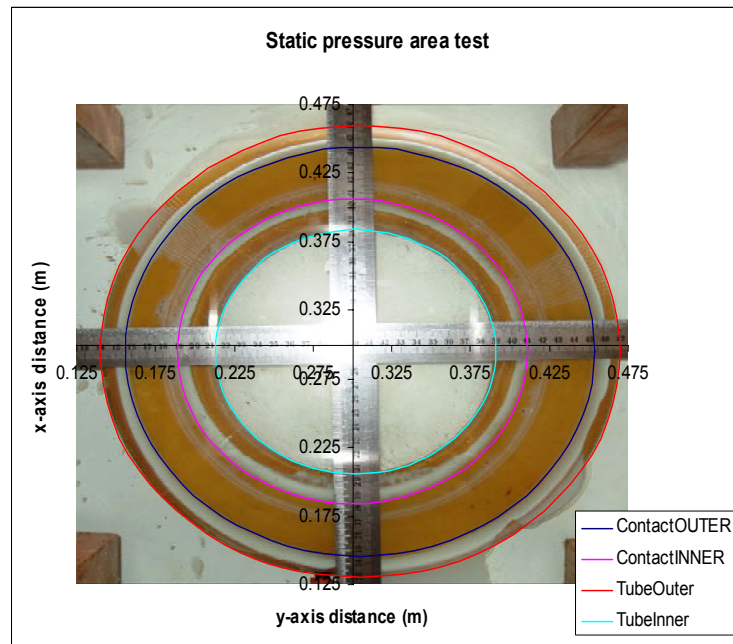 Static pressure area test
0.475
0.425
0.375
0.325
0.275
0.225
0.175
0.125
0.125 0.175 0.225 0.275 0.325 0.375 0.425 0.475
x-axis distance (m)
y-axis distance (m)
ContactOUTER
ContactINNER
TubeOuter
TubeInner